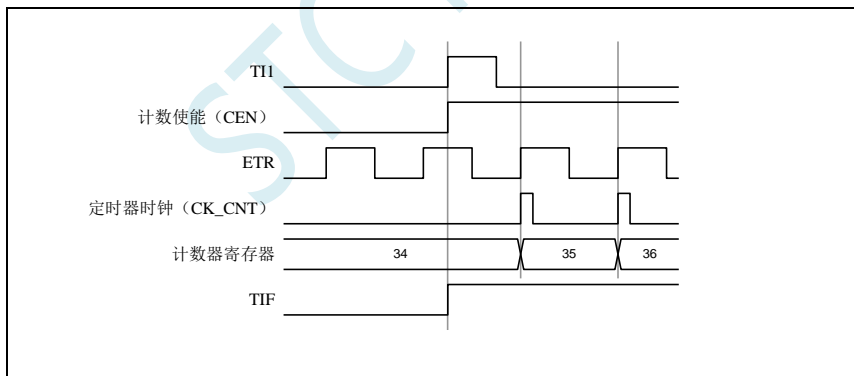 STC
TI1
计数使能（CEN）
ETR
定时器时钟（CK_CNT）
计数器寄存器
34
35
36
TIF